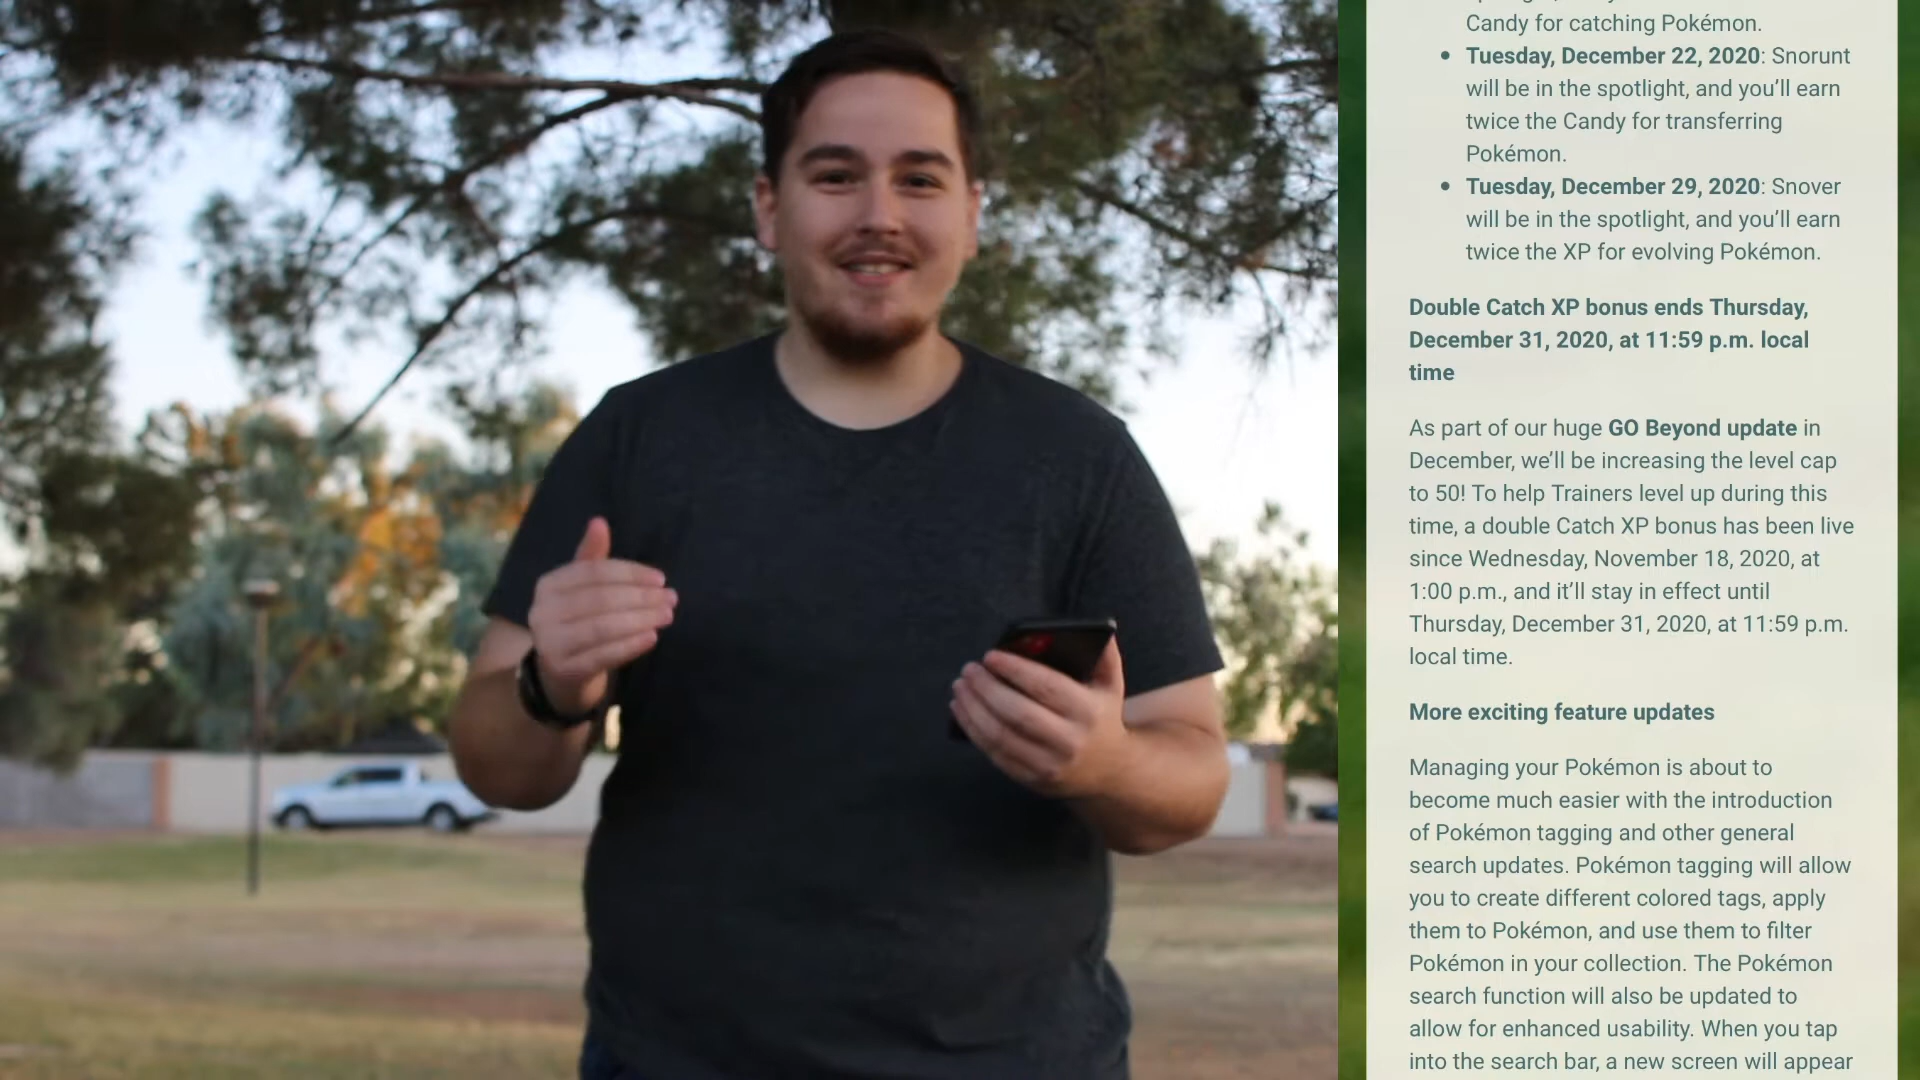 Candy for catching Pokémon.
• Tuesday, December 22, 2020: Snorunt
will be in the spotlight, and you’ll earn
twice the Candy for transferring
Pokémon.
• Tuesday, December 29, 2020: Snover
will be in the spotlight, and you’ll earn
twice the XP for evolving Pokémon.
Double Catch XP bonus ends Thursday,
December 31, 2020, at 11:59 p.m. local
time
As part of our huge GO Beyond update in
December, we’ll be increasing the level cap
to 50! To help Trainers level up during this
time, a double Catch XP bonus has been live
since Wednesday, November 18, 2020, at
1:00 p.m., and it’ll stay in effect until
Thursday, December 31, 2020, at 11:59 p.m.
local time.
More exciting feature updates
Managing your Pokémon is about to
become much easier with the introduction
of Pokémon tagging and other general
search updates. Pokémon tagging will allow
you to create different colored tags, apply
them to Pokémon, and use them to filter
Pokémon in your collection. The Pokémon
search function will also be updated to
allow for enhanced usability. When you tap
into the search bar, a new screen will appear